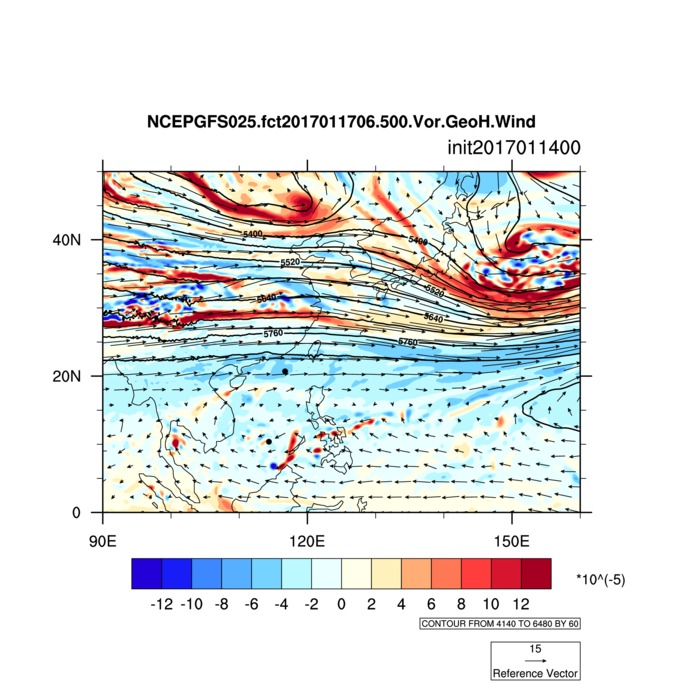 NCEPGFS025.fct2017011706.500.Vor.GeoH.Wind
init2017011400
40N
20N
0
90E 120E 150E
5400
5400
5520
5520
5640
5640
5760
5760
-12 -10 -8 -6 -4 -2 0 2 4 6 8 10 12
*10^(-5)
CONTOUR FROM 4140 TO 6480 BY 60
15
Reference Vector